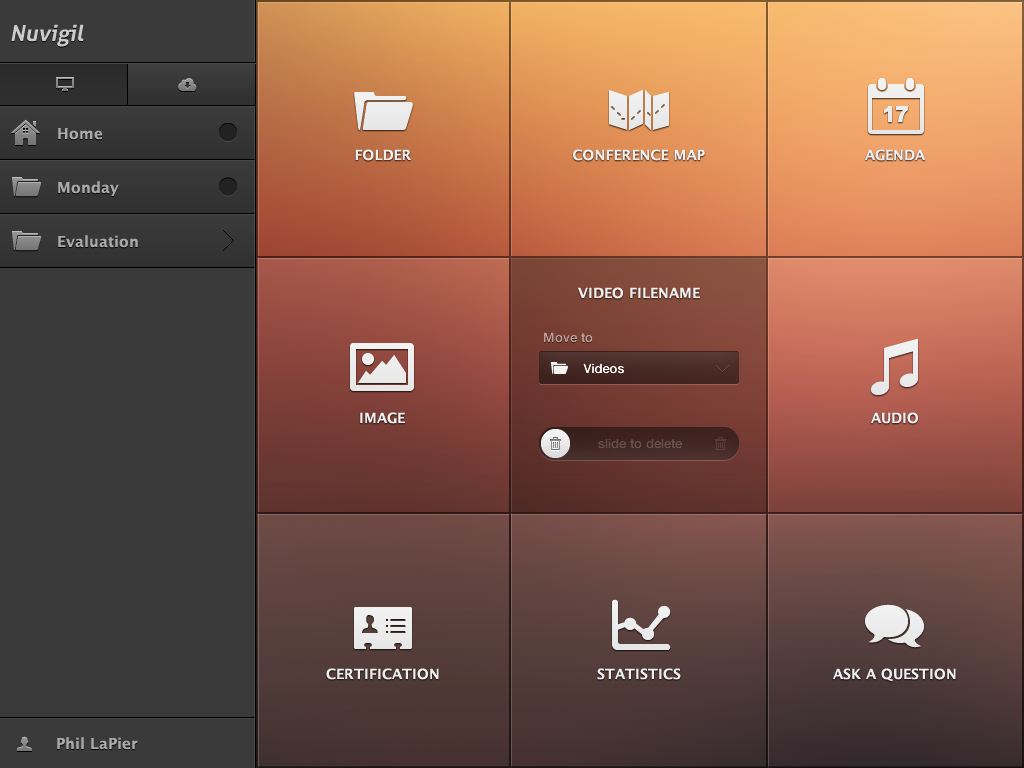 Nuvigil
Home
Monday
Evaluation
Phil LaPier
FOLDER
CONFERENCE MAP
17
AGENDA
IMAGE
VIDEO FILENAME
Move to
Videos
slide to delete
AUDIO
CERTIFICATION
STATISTICS
ASK A QUESTION